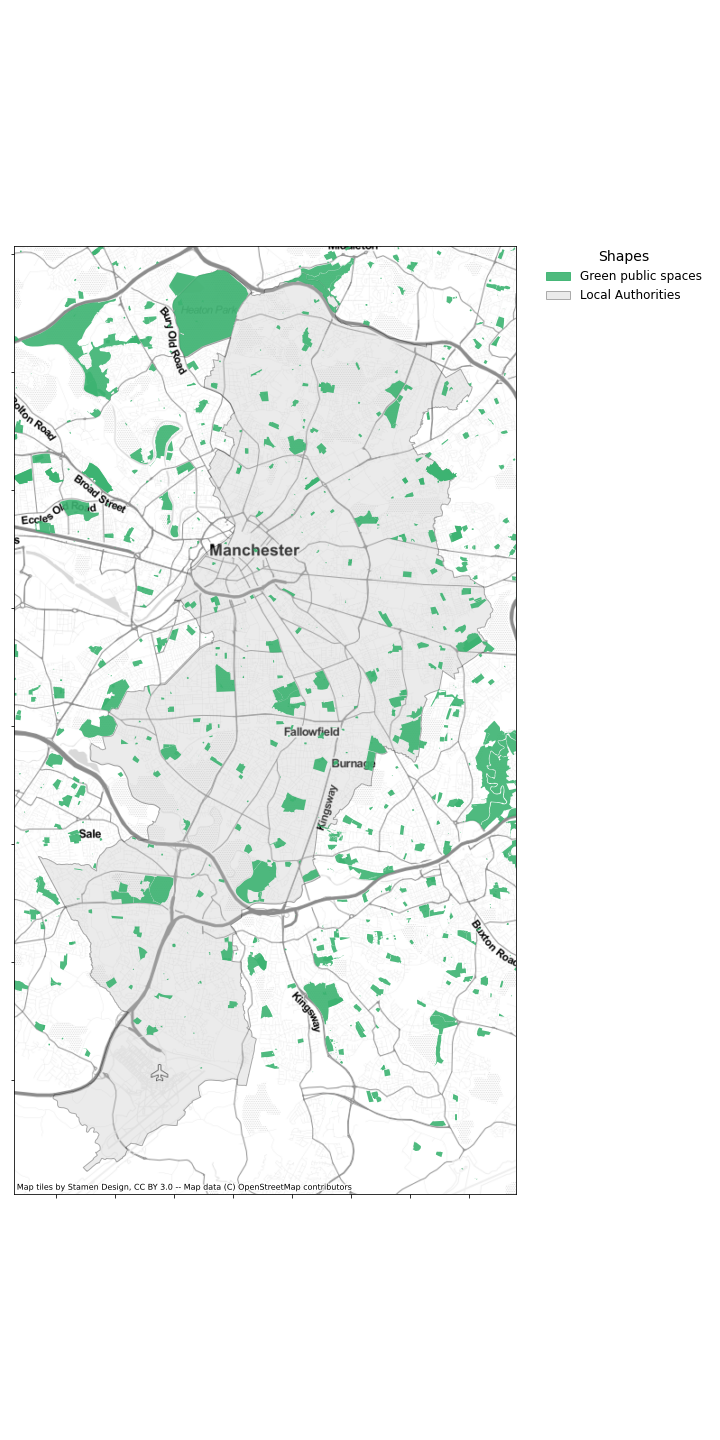 Middleton
Shapes
Green public spaces
Local Authorities
Heaton Park
Bury Old Road
Bolton Road
Broad Street
Eccles Old Road
s
Manchester
Fallowfield
Burnage
Kingsway
Sale
Buxton Road
Kingsway
Map tiles by Stamen Design, CC BY 3.0 -- Map data (C) OpenStreetMap contributors